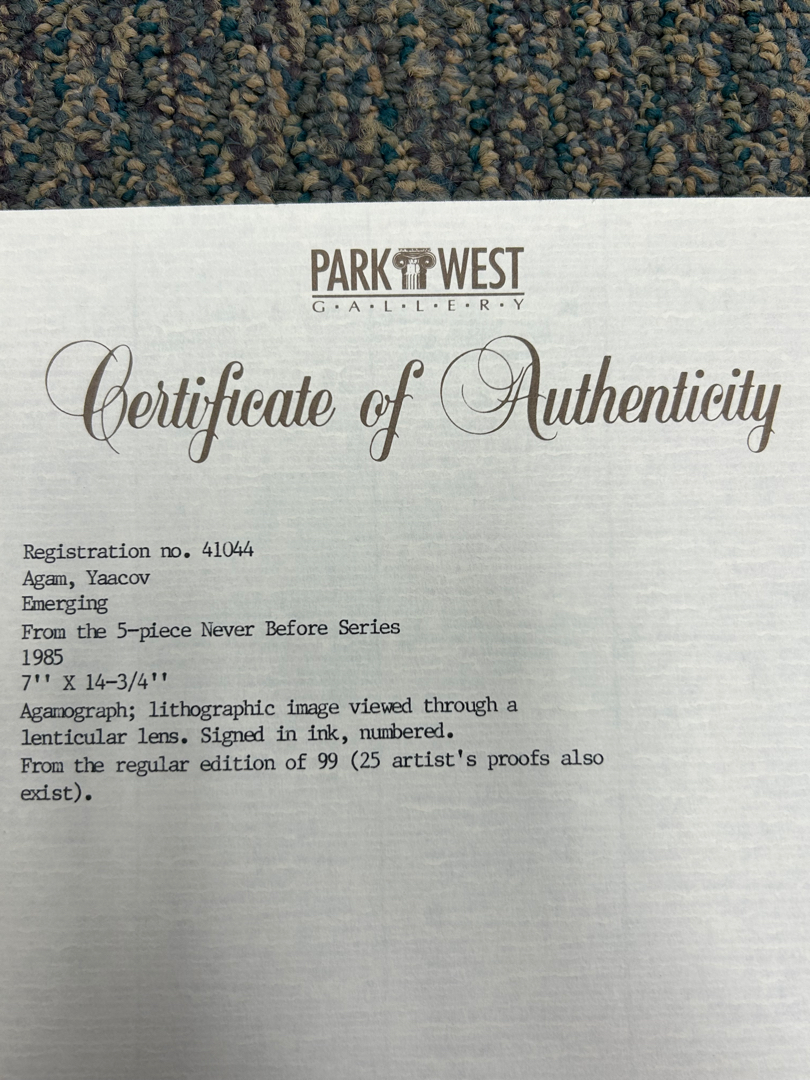 PARK WEST
G·A·L·L·E·R·Y
Certificate of Authenticity
Registration no. 41044
Agam, Yaacov
Emerging
From the 5-piece Never Before Series
1985
7'' X 14-3/4''
Agamograph; lithographic image viewed through a
lenticular lens. Signed in ink, numbered.
From the regular edition of 99 (25 artist's proofs also
exist).